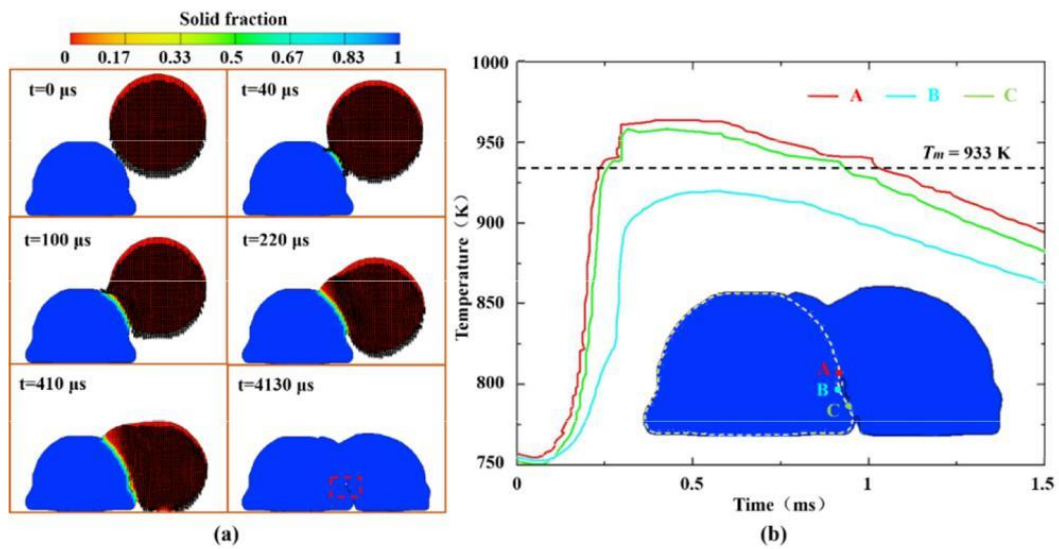 Solid fraction
0 0.17 0.33 0.5 0.67 0.83 1
t=0 μs
t=40 μs
t=100 μs
t=220 μs
t=410 μs
t=4130 μs
(a)
1000
950
900
850
800
750
Temperature（K）
A B C
Tm = 933 K
A
B
C
0 0.5 1 1.5
Time（ms）
(b)